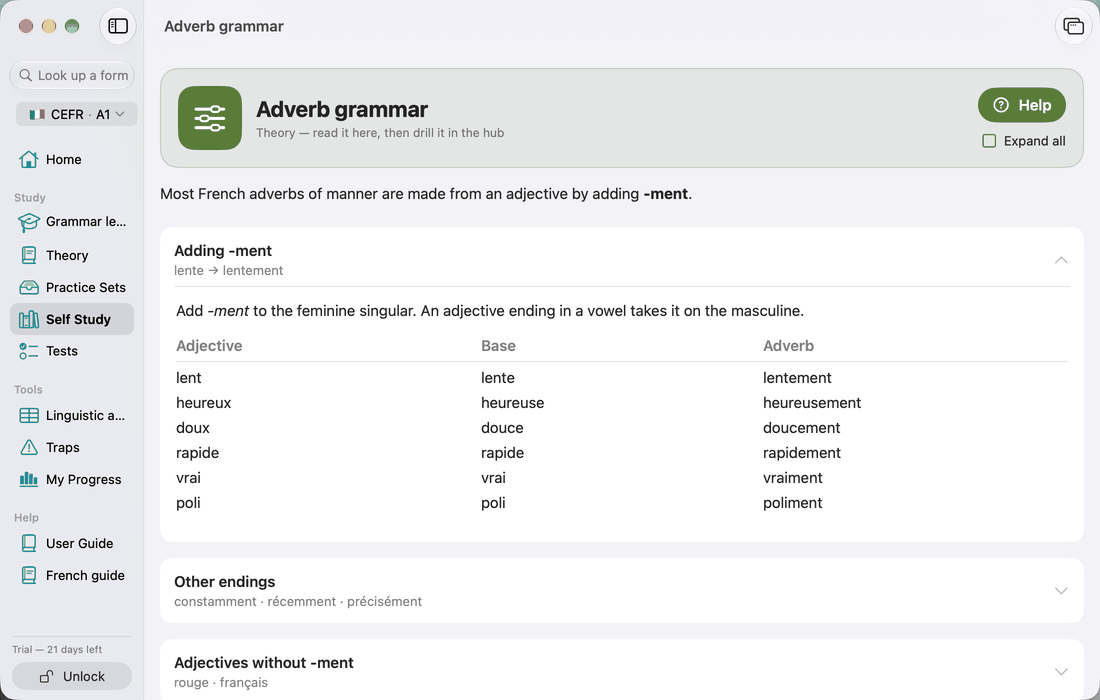 Adverb grammar
Look up a form
CEFR · A1
Home
Study
Grammar le...
Theory
Practice Sets
Self Study
Tests
Tools
Linguistic a...
Traps
My Progress
Help
User Guide
French guide
Trial — 21 days left
Unlock
Adverb grammar
Theory — read it here, then drill it in the hub
Help
Expand all
Most French adverbs of manner are made from an adjective by adding -ment.
Adding -ment
lente → lentement
Add -ment to the feminine singular. An adjective ending in a vowel takes it on the masculine.
Adjective Base Adverb
lent lente lentement
heureux heureuse heureusement
doux douce doucement
rapide rapide rapidement
vrai vrai vraiment
poli poli poliment
Other endings
constamment · récemment · précisément
Adjectives without -ment
rouge · français